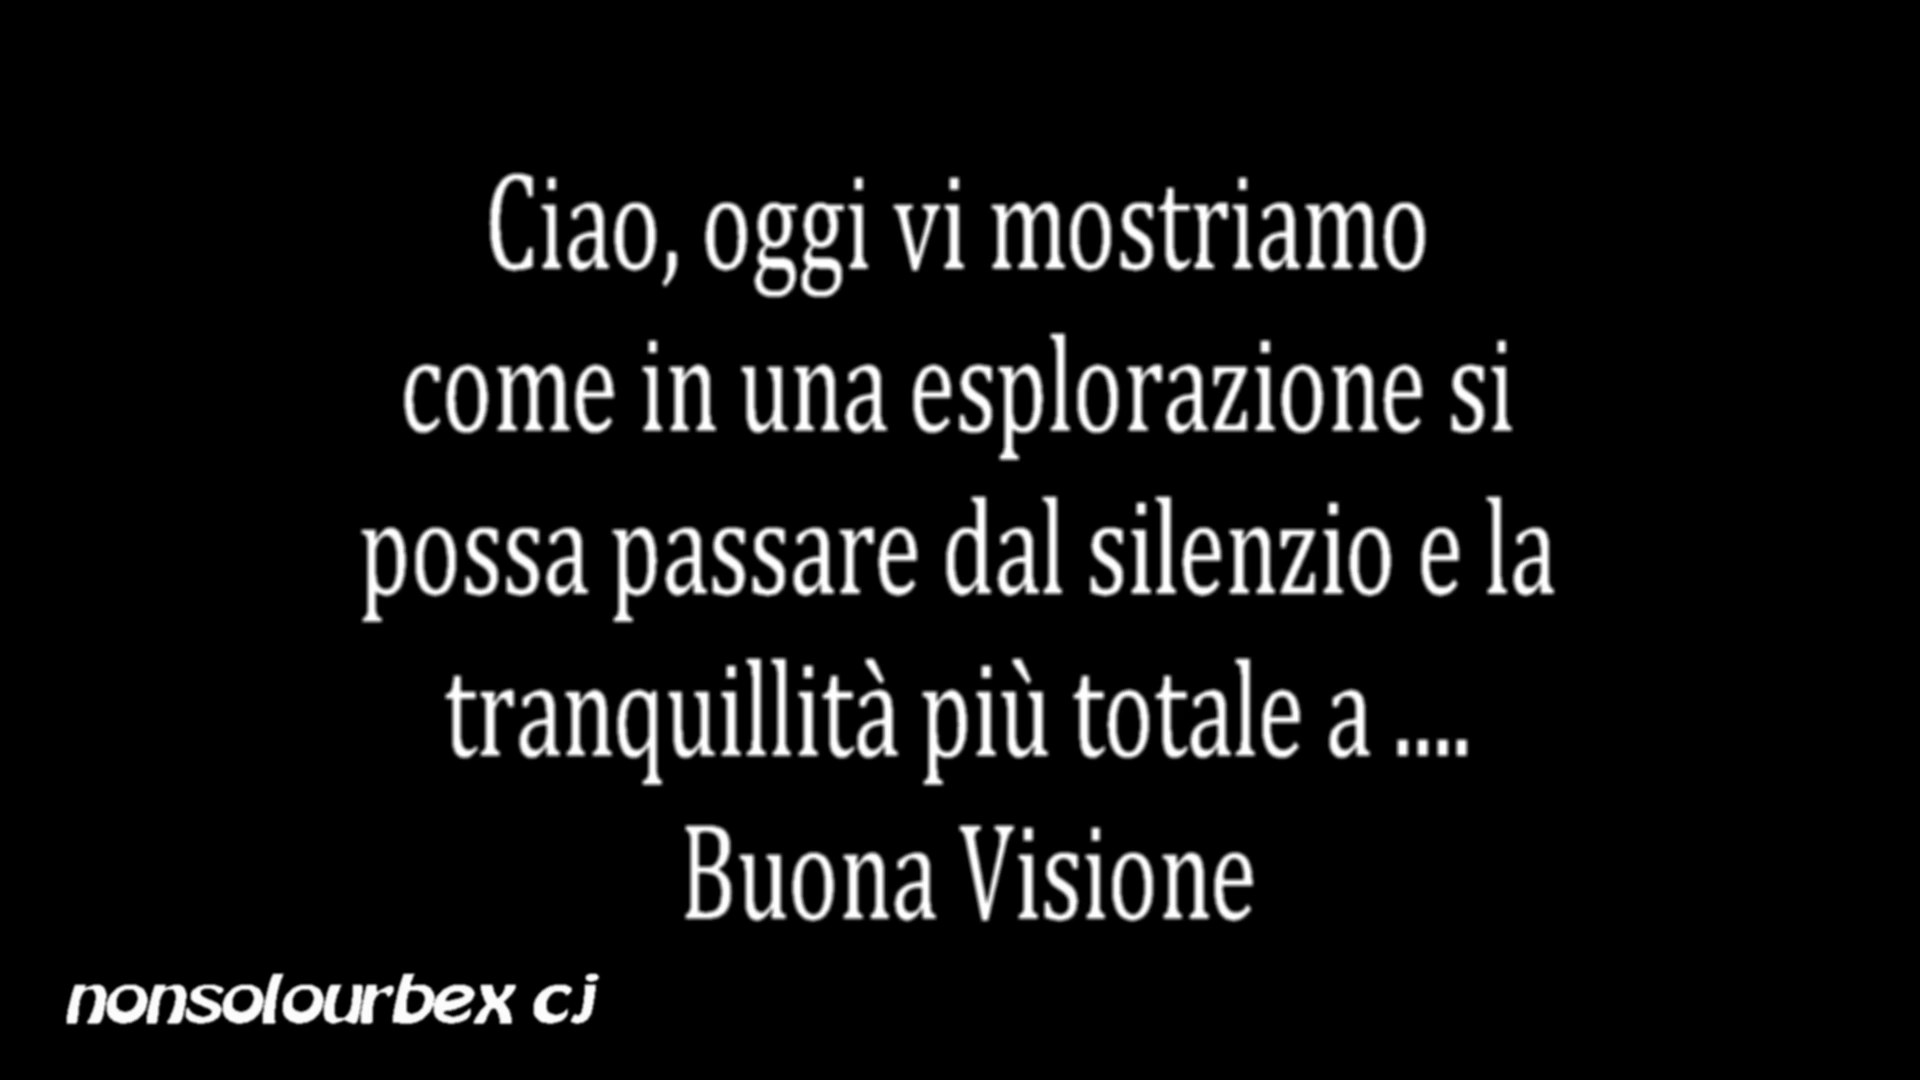 Ciao, oggi vi mostriamo
come in una esplorazione si
possa passare dal silenzio e la
tranquillità più totale a ....
Buona Visione
nonsolourbex cj